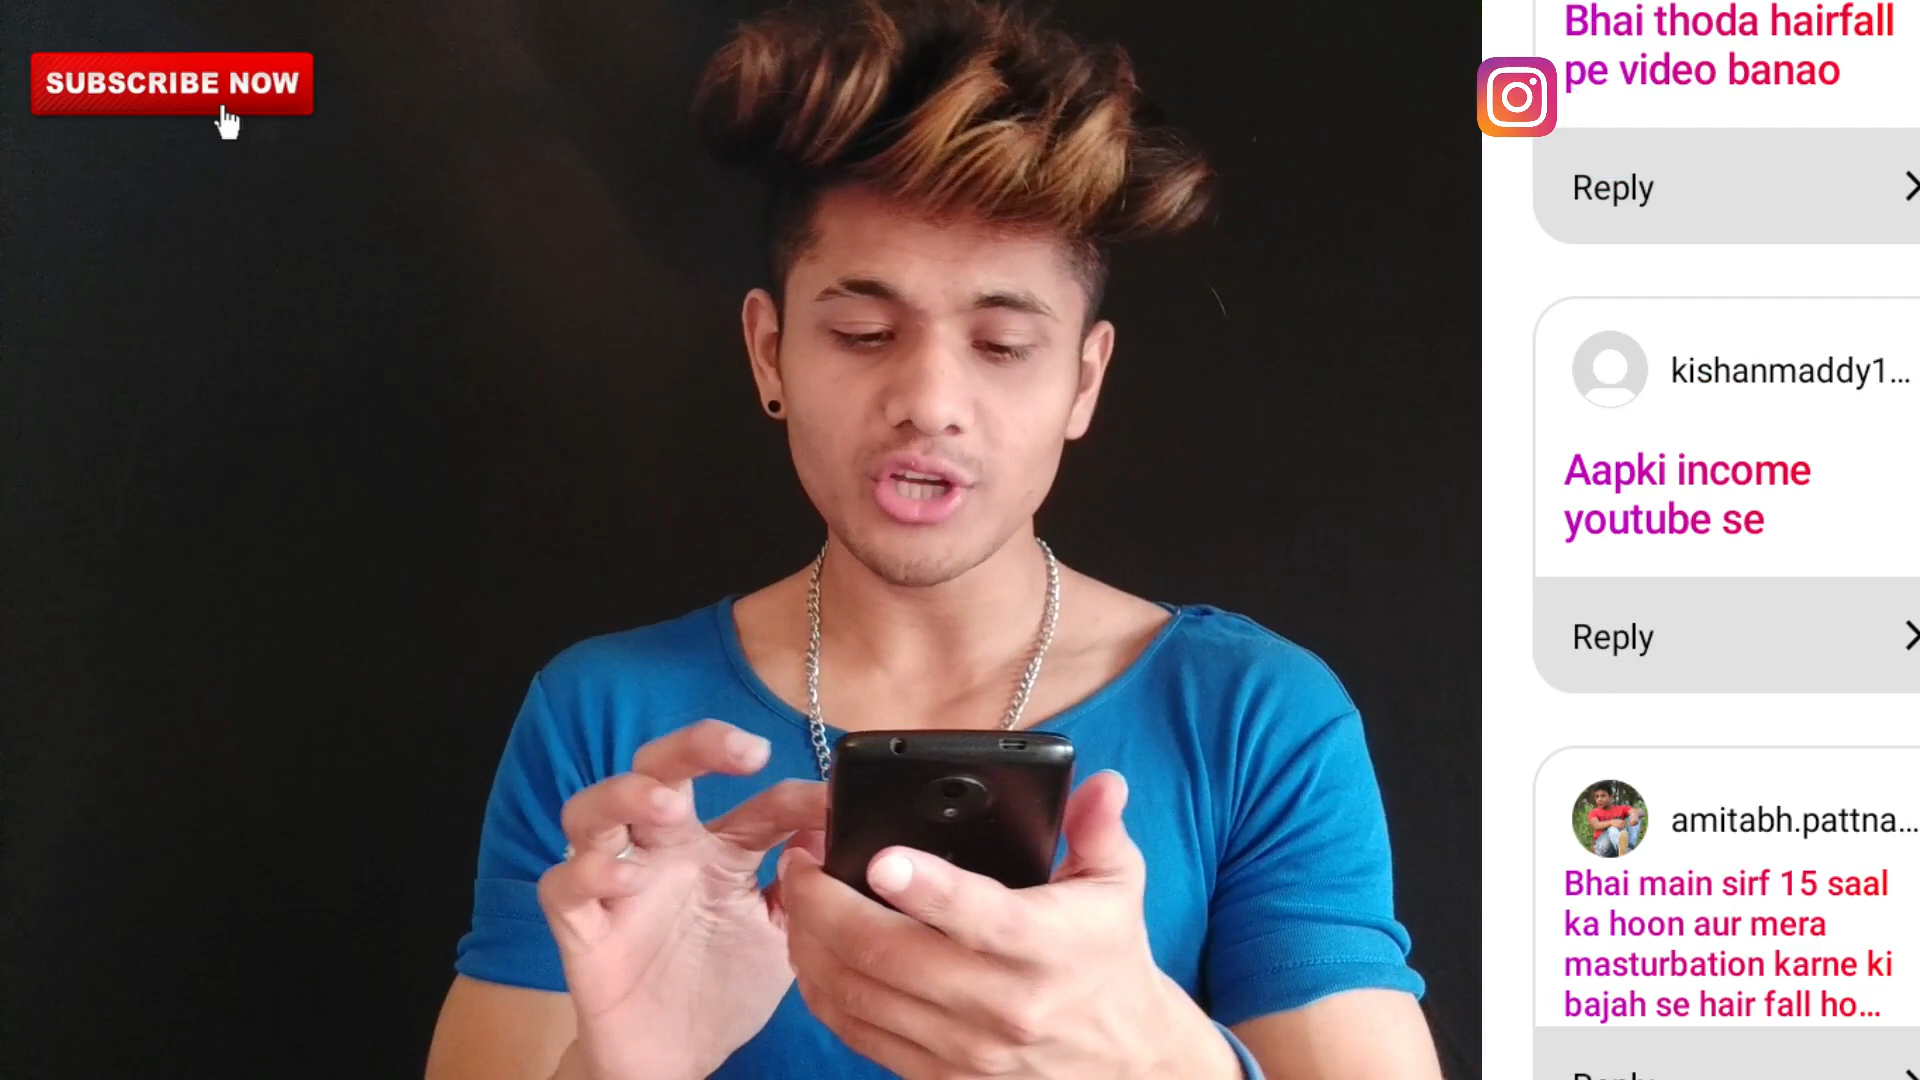 SUBSCRIBE NOW
Bhai thoda hairfall
pe video banao
Reply
kishanmaddy1...
Aapki income
youtube se
Reply
amitabh.pattna...
Bhai main sirf 15 saal
ka hoon aur mera
masturbation karne ki
bajah se hair fall ho...
Reply